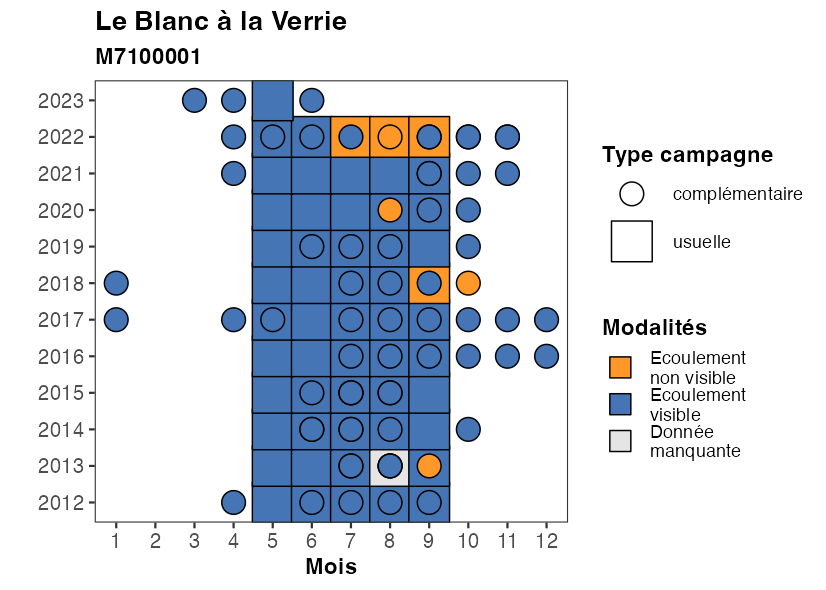 Le Blanc à la Verrie
M7100001
2023
2022
2021
2020
2019
2018
2017
2016
2015
2014
2013
2012
1 2 3 4 5 6 7 8 9 10 11 12
Mois
Type campagne
complémentaire
usuelle
Modalités
Ecoulement
non visible
Ecoulement
visible
Donnée
manquante